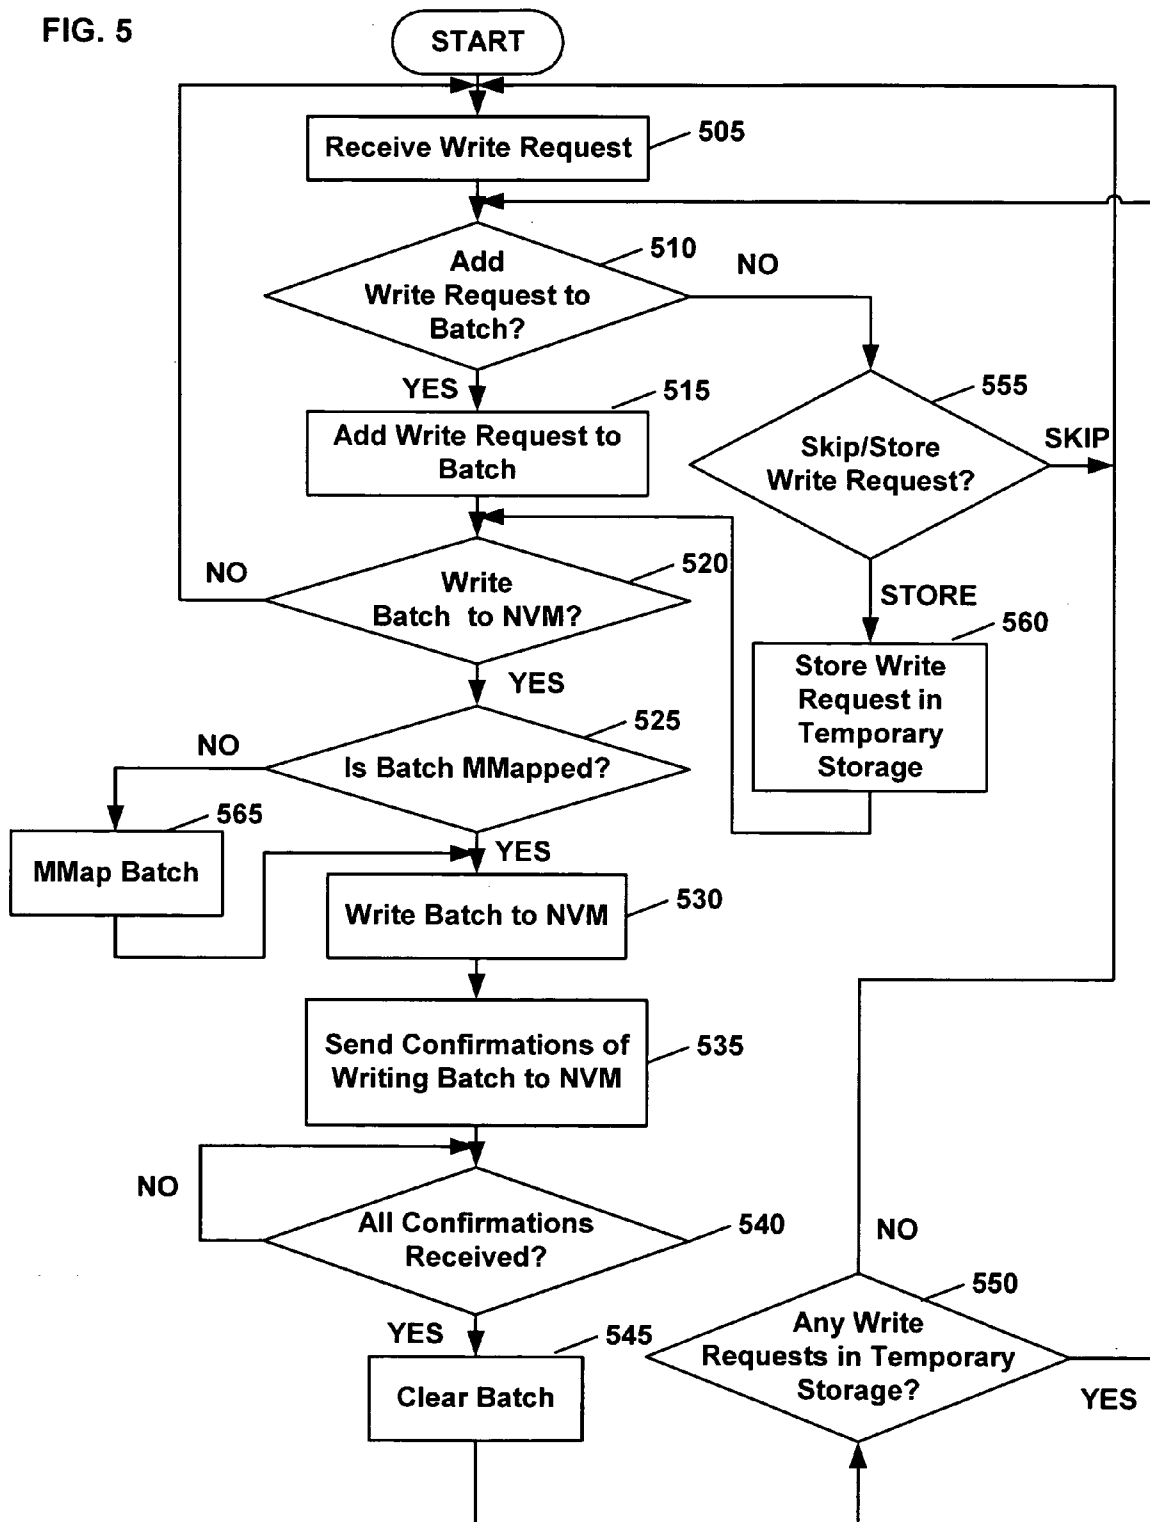 FIG. 5
START
Receive Write Request
505
Add
Write Request to
Batch?
510
NO
YES
515
Add Write Request to
Batch
555
Skip/Store
Write Request?
SKIP
NO
Write
Batch to NVM?
520
STORE
560
Store Write
Request in
Temporary
Storage
YES
525
NO
Is Batch MMapped?
565
MMap Batch
YES
Write Batch to NVM
530
Send Confirmations of
Writing Batch to NVM
535
NO
All Confirmations
Received?
540
NO
550
Any Write
Requests in Temporary
Storage?
YES
YES
545
Clear Batch